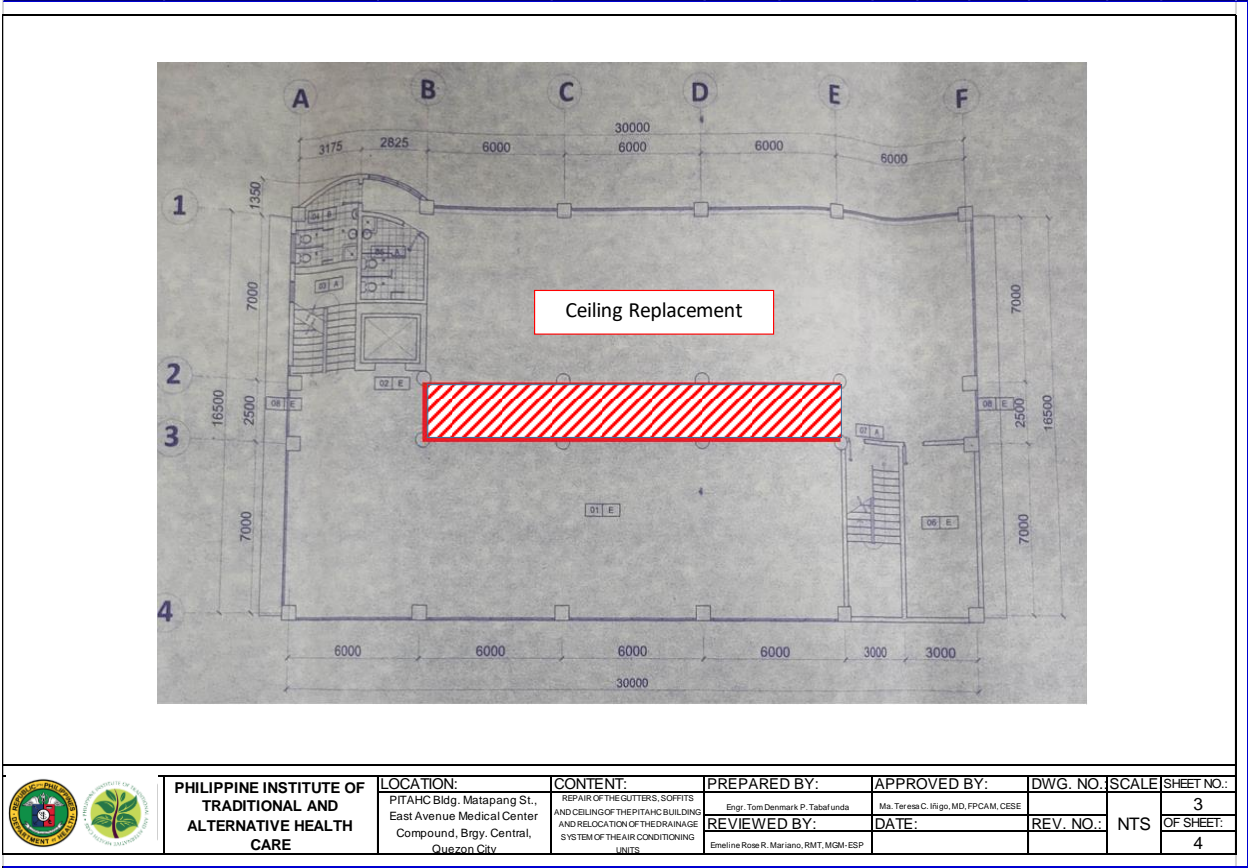 A B C D E F
30000
3175 2825 6000 6000 6000 6000
1350
1
04 B
05 A
03 A
7000 7000
Ceiling Replacement
2
02 E
08 E 08 E
16500 2500 2500 16500
3
07 A
01 E
06 E
7000 7000
4
6000 6000 6000 6000 3000 3000
30000
PHILIPPINE INSTITUTE OF
TRADITIONAL AND
ALTERNATIVE HEALTH
CARE
LOCATION:
PITAHC Bldg. Matapang St.,
East Avenue Medical Center
Compound, Brgy. Central,
Quezon City
CONTENT:
REPAIR OF THE GUTTERS, SOFFITS
AND CEILING OF THE PITAHC BUILDING
AND RELOCATION OF THE DRAINAGE
SYSTEM OF THE AIR CONDITIONING
UNITS
PREPARED BY:
Engr. Tom Denmark P. Tabafunda
REVIEWED BY:
Emeline Rose R. Mariano, RMT, MGM-ESP
APPROVED BY:
Ma. Teresa C. Iñigo, MD, FPCAM, CESE
DATE:
DWG. NO.:
REV. NO.:
SCALE
NTS
SHEET NO.:
3
OF SHEET:
4